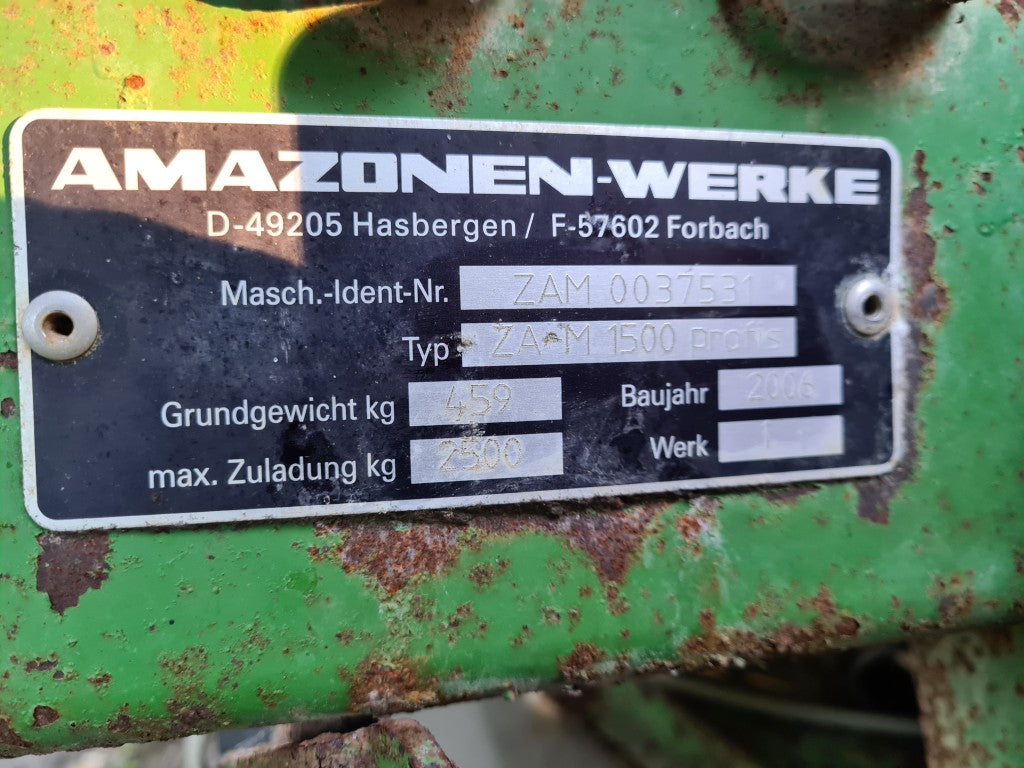 AMAZONEN-WERKE
D-49205 Hasbergen / F-57602 Forbach
Masch.-Ident-Nr. ZAM 0037531
Typ ZA-M 1500 profiS
Grundgewicht kg 459 Baujahr 2006
max. Zuladung kg 2500 Werk 1